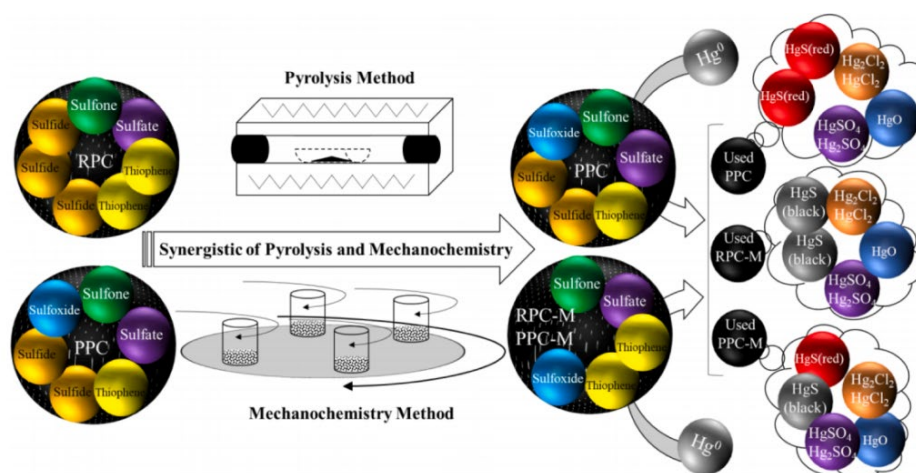 Pyrolysis Method
Sulfone
Sulfide
Sulfate
Sulfide
RPC
Thiophene
Sulfide
Thiophene
Synergistic of Pyrolysis and Mechanochemistry
Sulfone
Sulfoxide
Sulfate
Sulfide
PPC
Sulfide
Thiophene
Mechanochemistry Method
Sulfone
Sulfoxide
Sulfate
PPC
Sulfide
Sulfide
Thiophene
Sulfone
RPC-M
Sulfate
PPC-M
Thiophene
Sulfoxide
Thiophene
Hg⁰
Hg⁰
Used
PPC
HgS(red)
HgS(red)
Hg₂Cl₂
HgCl₂
HgO
HgSO₄
Hg₂SO₄
Used
RPC-M
HgS
(black)
HgS
(black)
Hg₂Cl₂
HgCl₂
HgO
HgSO₄
Hg₂SO₄
Used
PPC-M
HgS(red)
HgS
(black)
Hg₂Cl₂
HgCl₂
HgSO₄
Hg₂SO₄
HgO